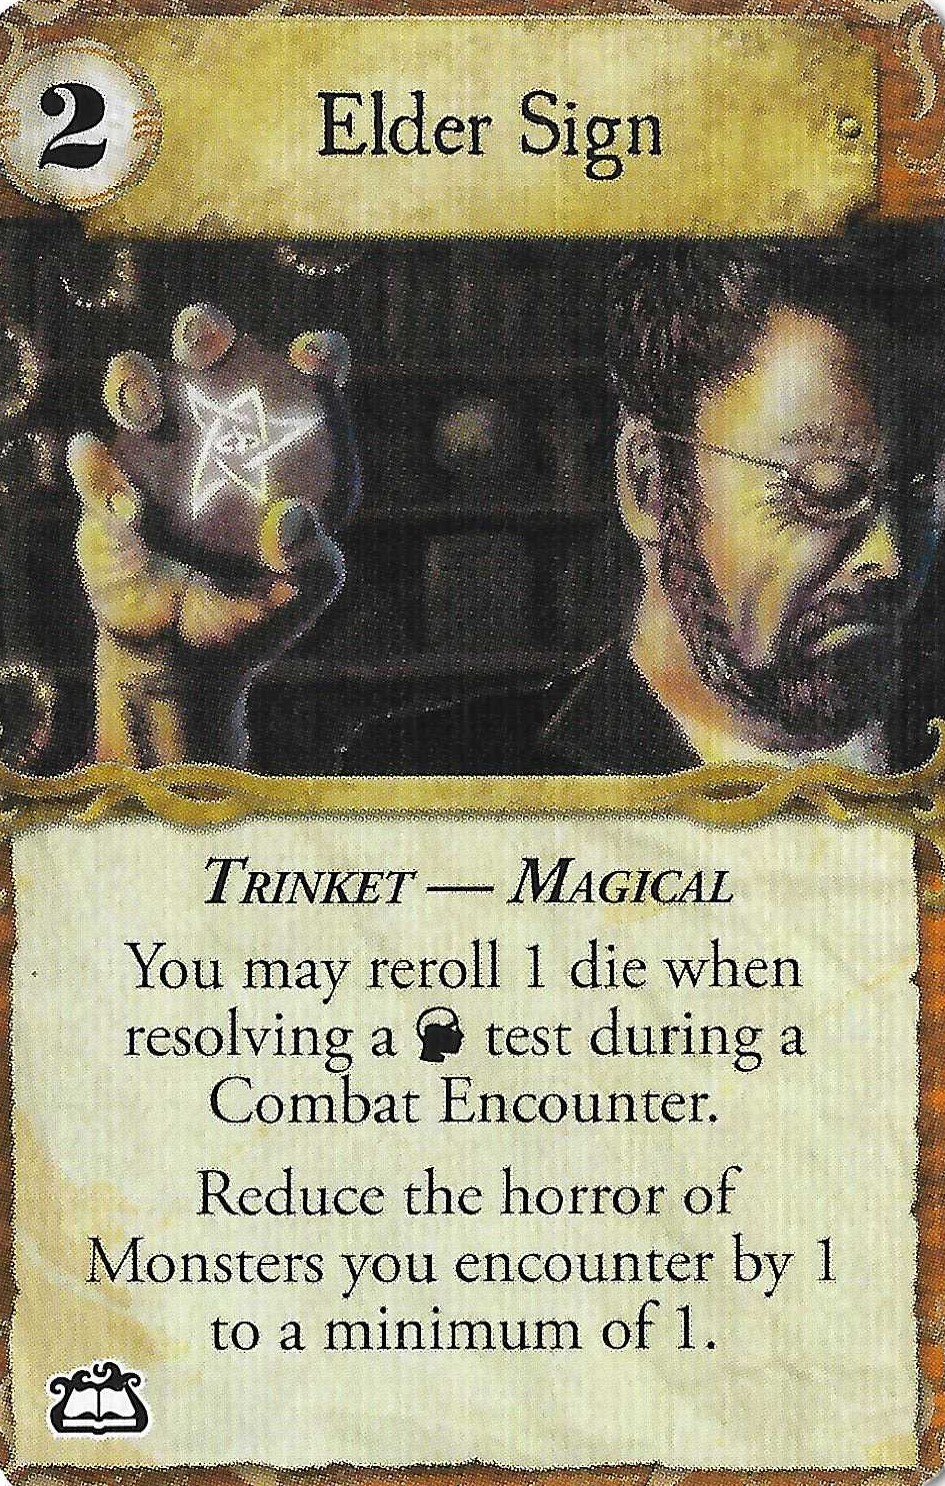 2
Elder Sign
TRINKET — MAGICAL
You may reroll 1 die when
resolving a test during a
Combat Encounter.
Reduce the horror of
Monsters you encounter by 1
to a minimum of 1.